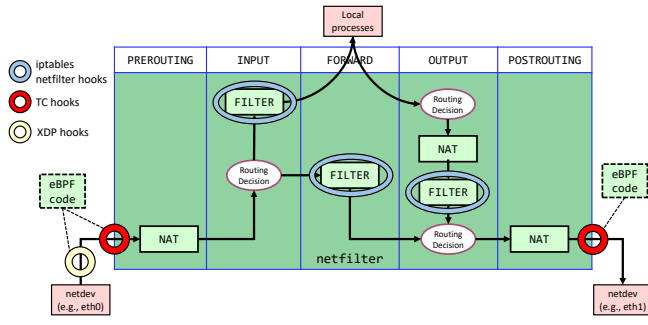 Local
processes
iptables
netfilter hooks
TC hooks
XDP hooks
PREROUTING
INPUT
FORWARD
OUTPUT
POSTROUTING
FILTER
Routing
Decision
NAT
Routing
Decision
FILTER
FILTER
eBPF
code
eBPF
code
NAT
Routing
Decision
NAT
netfilter
netdev
(e.g., eth0)
netdev
(e.g., eth1)